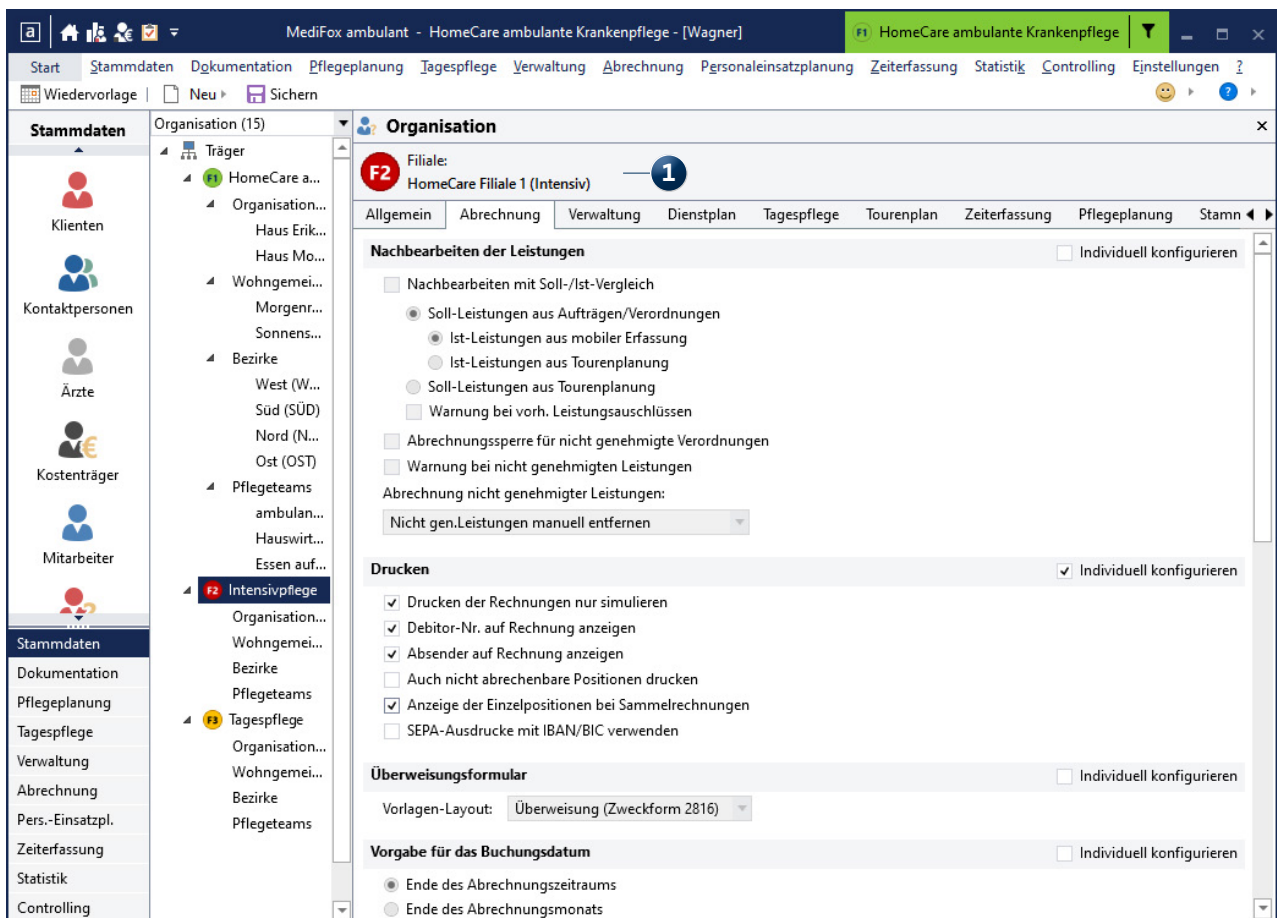 a MediFox ambulant - HomeCare ambulante Krankenpflege - [Wagner] F1 HomeCare ambulante Krankenpflege
Start Stammdaten Dokumentation Pflegeplanung Tagespflege Verwaltung Abrechnung Personaleinsatzplanung Zeiterfassung Statistik Controlling Einstellungen ?
Wiedervorlage Neu Sichern ?
Stammdaten
Klienten
Kontaktpersonen
Ärzte
Kostenträger
Mitarbeiter
Stammdaten
Dokumentation
Pflegeplanung
Tagespflege
Verwaltung
Abrechnung
Pers.-Einsatzpl.
Zeiterfassung
Statistik
Controlling
Organisation (15)
Träger
F1 HomeCare a...
Organisation...
Haus Erik...
Haus Mo...
Wohngemei...
Morgenr...
Sonnens...
Bezirke
West (W...
Süd (SÜD)
Nord (N...
Ost (OST)
Pflegeteams
ambulan...
Hauswirt...
Essen auf...
F2 Intensivpflege
Organisation...
Wohngemei...
Bezirke
Pflegeteams
F3 Tagespflege
Organisation...
Wohngemei...
Bezirke
Pflegeteams
Organisation
F2 Filiale:
HomeCare Filiale 1 (Intensiv) 1
Allgemein Abrechnung Verwaltung Dienstplan Tagespflege Tourenplan Zeiterfassung Pflegeplanung Stamn
Nachbearbeiten der Leistungen Individuell konfigurieren
Nachbearbeiten mit Soll-/Ist-Vergleich
Soll-Leistungen aus Aufträgen/Verordnungen
Ist-Leistungen aus mobiler Erfassung
Ist-Leistungen aus Tourenplanung
Soll-Leistungen aus Tourenplanung
Warnung bei vorh. Leistungsauschlüssen
Abrechnungssperre für nicht genehmigte Verordnungen
Warnung bei nicht genehmigten Leistungen
Abrechnung nicht genehmigter Leistungen:
Nicht gen.Leistungen manuell entfernen
Drucken Individuell konfigurieren
Drucken der Rechnungen nur simulieren
Debitor-Nr. auf Rechnung anzeigen
Absender auf Rechnung anzeigen
Auch nicht abrechenbare Positionen drucken
Anzeige der Einzelpositionen bei Sammelrechnungen
SEPA-Ausdrucke mit IBAN/BIC verwenden
Überweisungsformular Individuell konfigurieren
Vorlagen-Layout: Überweisung (Zweckform 2816)
Vorgabe für das Buchungsdatum Individuell konfigurieren
Ende des Abrechnungszeitraums
Ende des Abrechnungsmonats